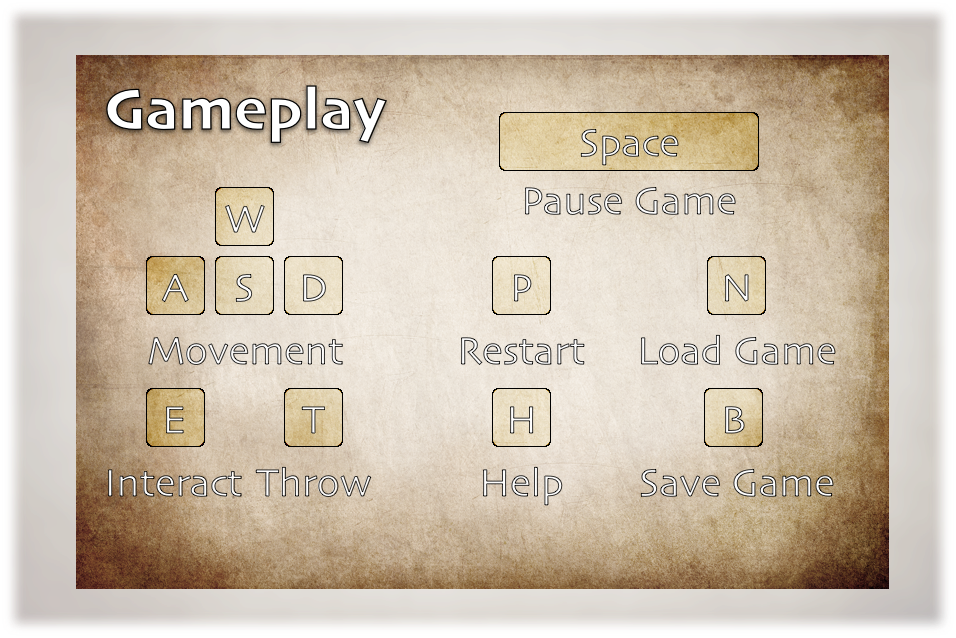 Gameplay
Space
Pause Game
W
A S D
Movement
P
Restart
N
Load Game
E
Interact
T
Throw
H
Help
B
Save Game